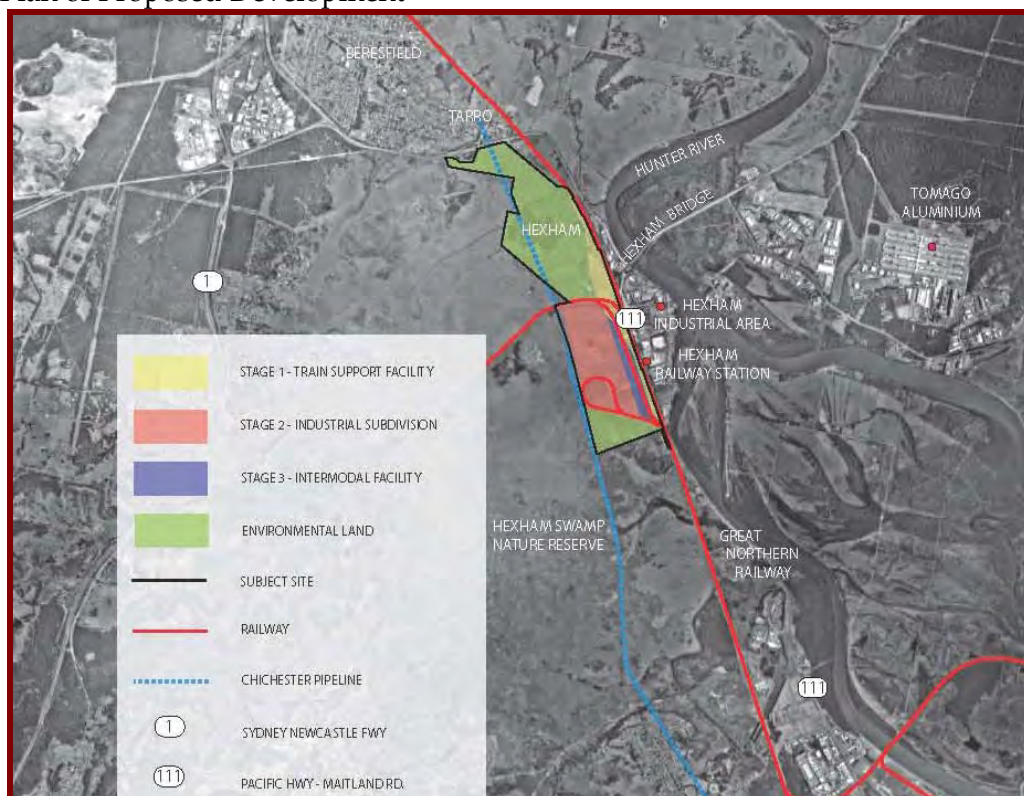 Plan of Proposed Development
BERESFIELD
TARRO
HUNTER RIVER
TOMAGO
ALUMINIUM
HEXHAM BRIDGE
HEXHAM
1
111
HEXHAM
INDUSTRIAL AREA
HEXHAM
RAILWAY STATION
STAGE 1 - TRAIN SUPPORT FACILITY
STAGE 2 - INDUSTRIAL SUBDIVISION
STAGE 3 - INTERMODAL FACILITY
ENVIRONMENTAL LAND
HEXHAM SWAMP
NATURE RESERVE
GREAT
NORTHERN
RAILWAY
SUBJECT SITE
RAILWAY
CHICHESTER PIPELINE
111
1 SYDNEY NEWCASTLE FWY
111 PACIFIC HWY - MAITLAND RD.